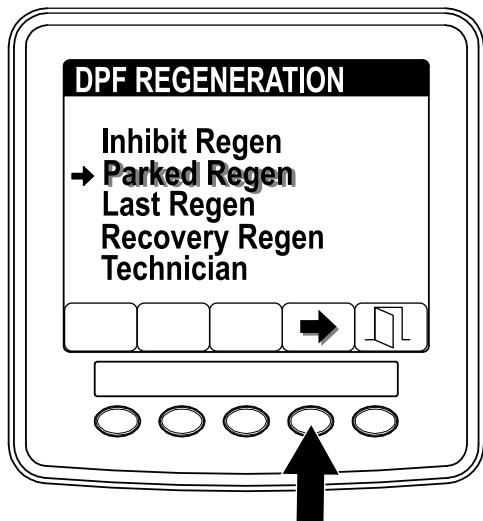 DPF REGENERATION
Inhibit Regen
Parked Regen
Last Regen
Recovery Regen
Technician